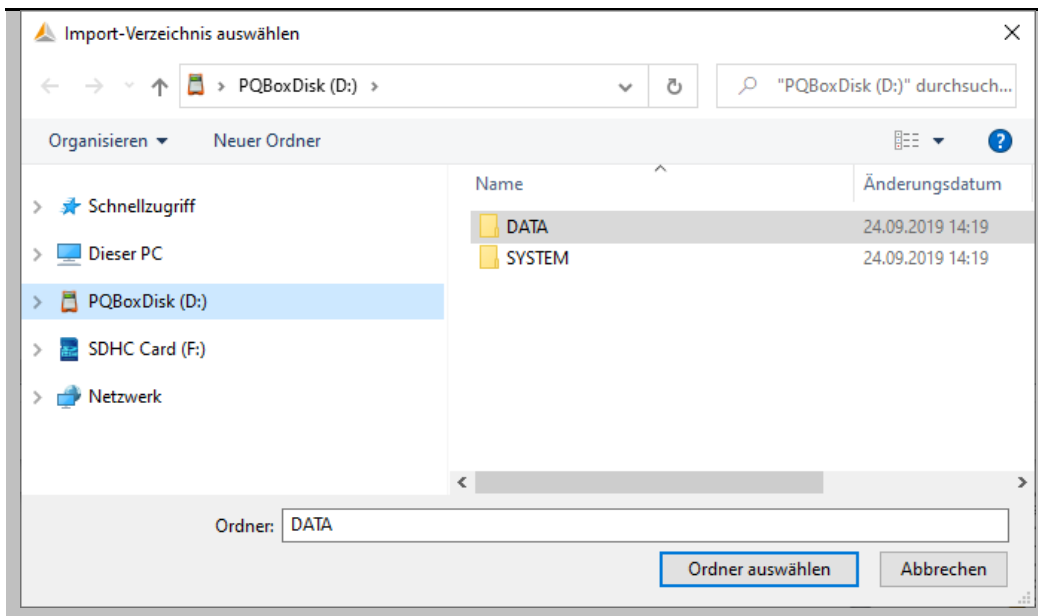 Import-Verzeichnis auswählen
PQBoxDisk (D:)
"PQBoxDisk (D:)" durchsuch...
Organisieren
Neuer Ordner
Schnellzugriff
Dieser PC
PQBoxDisk (D:)
SDHC Card (F:)
Netzwerk
Name
Änderungsdatum
DATA
24.09.2019 14:19
SYSTEM
24.09.2019 14:19
Ordner:
DATA
Ordner auswählen
Abbrechen